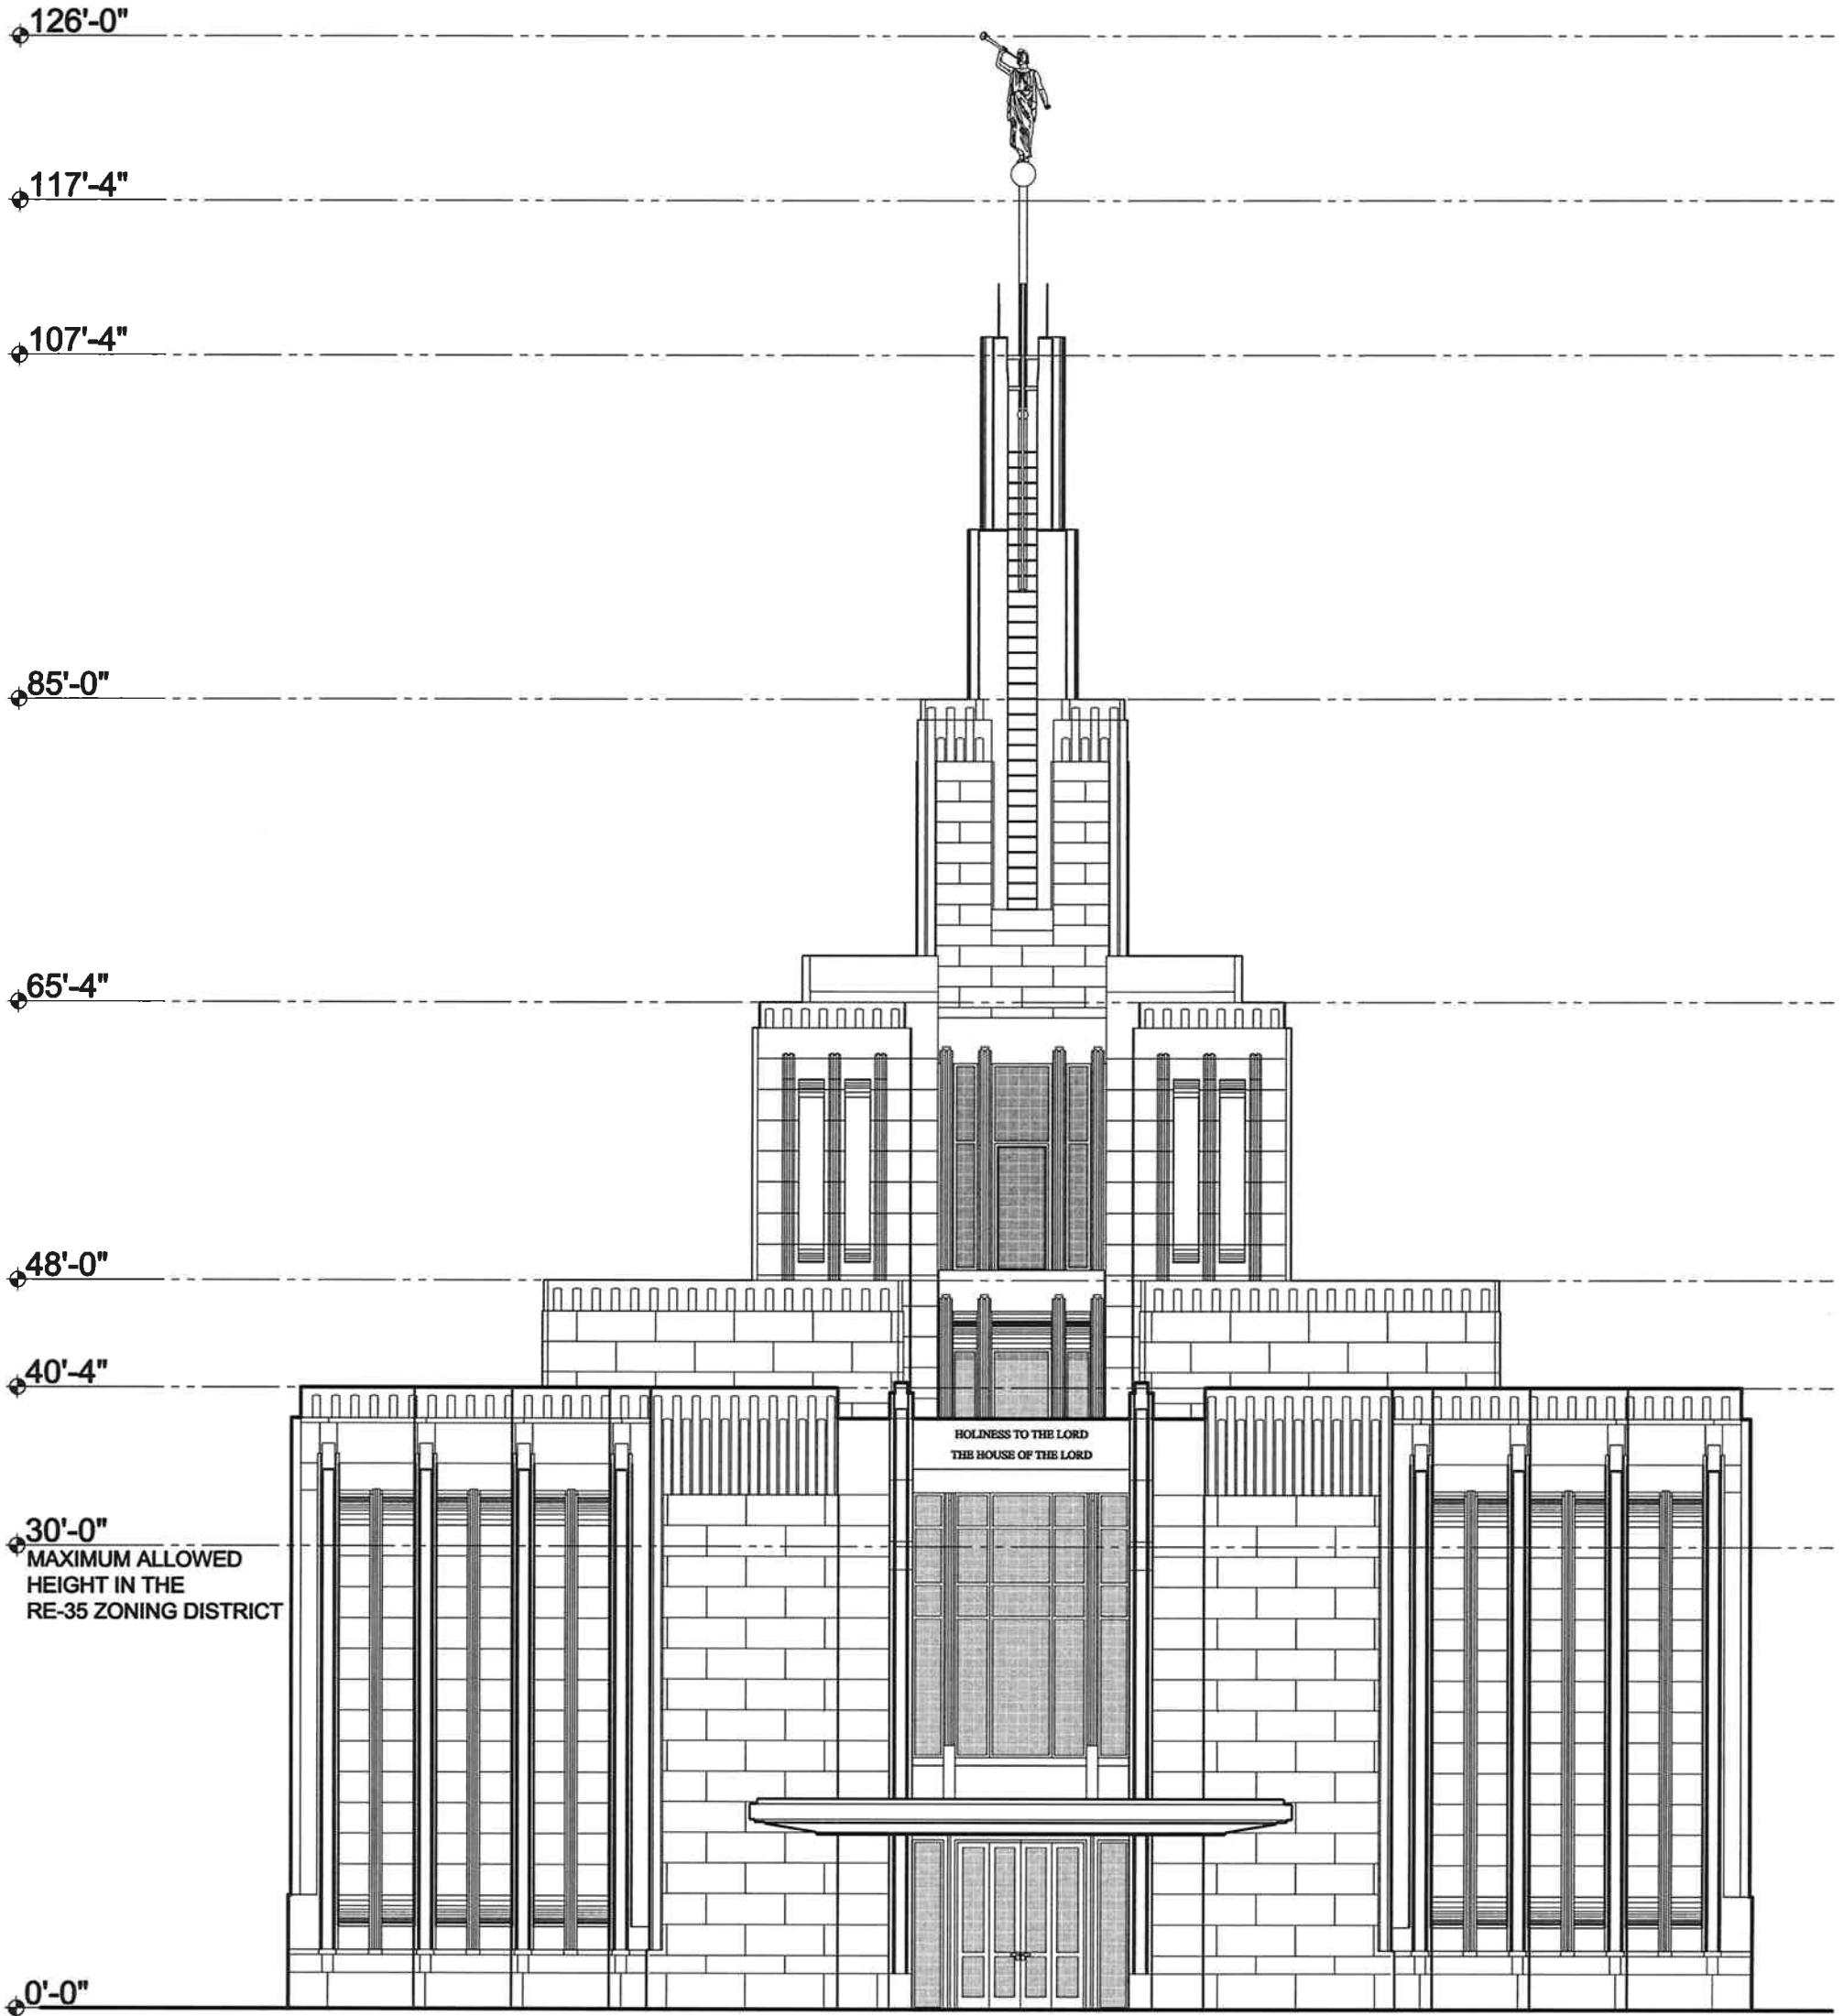 126'-0"
117'-4"
107'-4"
85'-0"
65'-4"
48'-0"
40'-4"
HOLINESS TO THE LORD
THE HOUSE OF THE LORD
30'-0"
MAXIMUM ALLOWED
HEIGHT IN THE
RE-35 ZONING DISTRICT
0'-0"